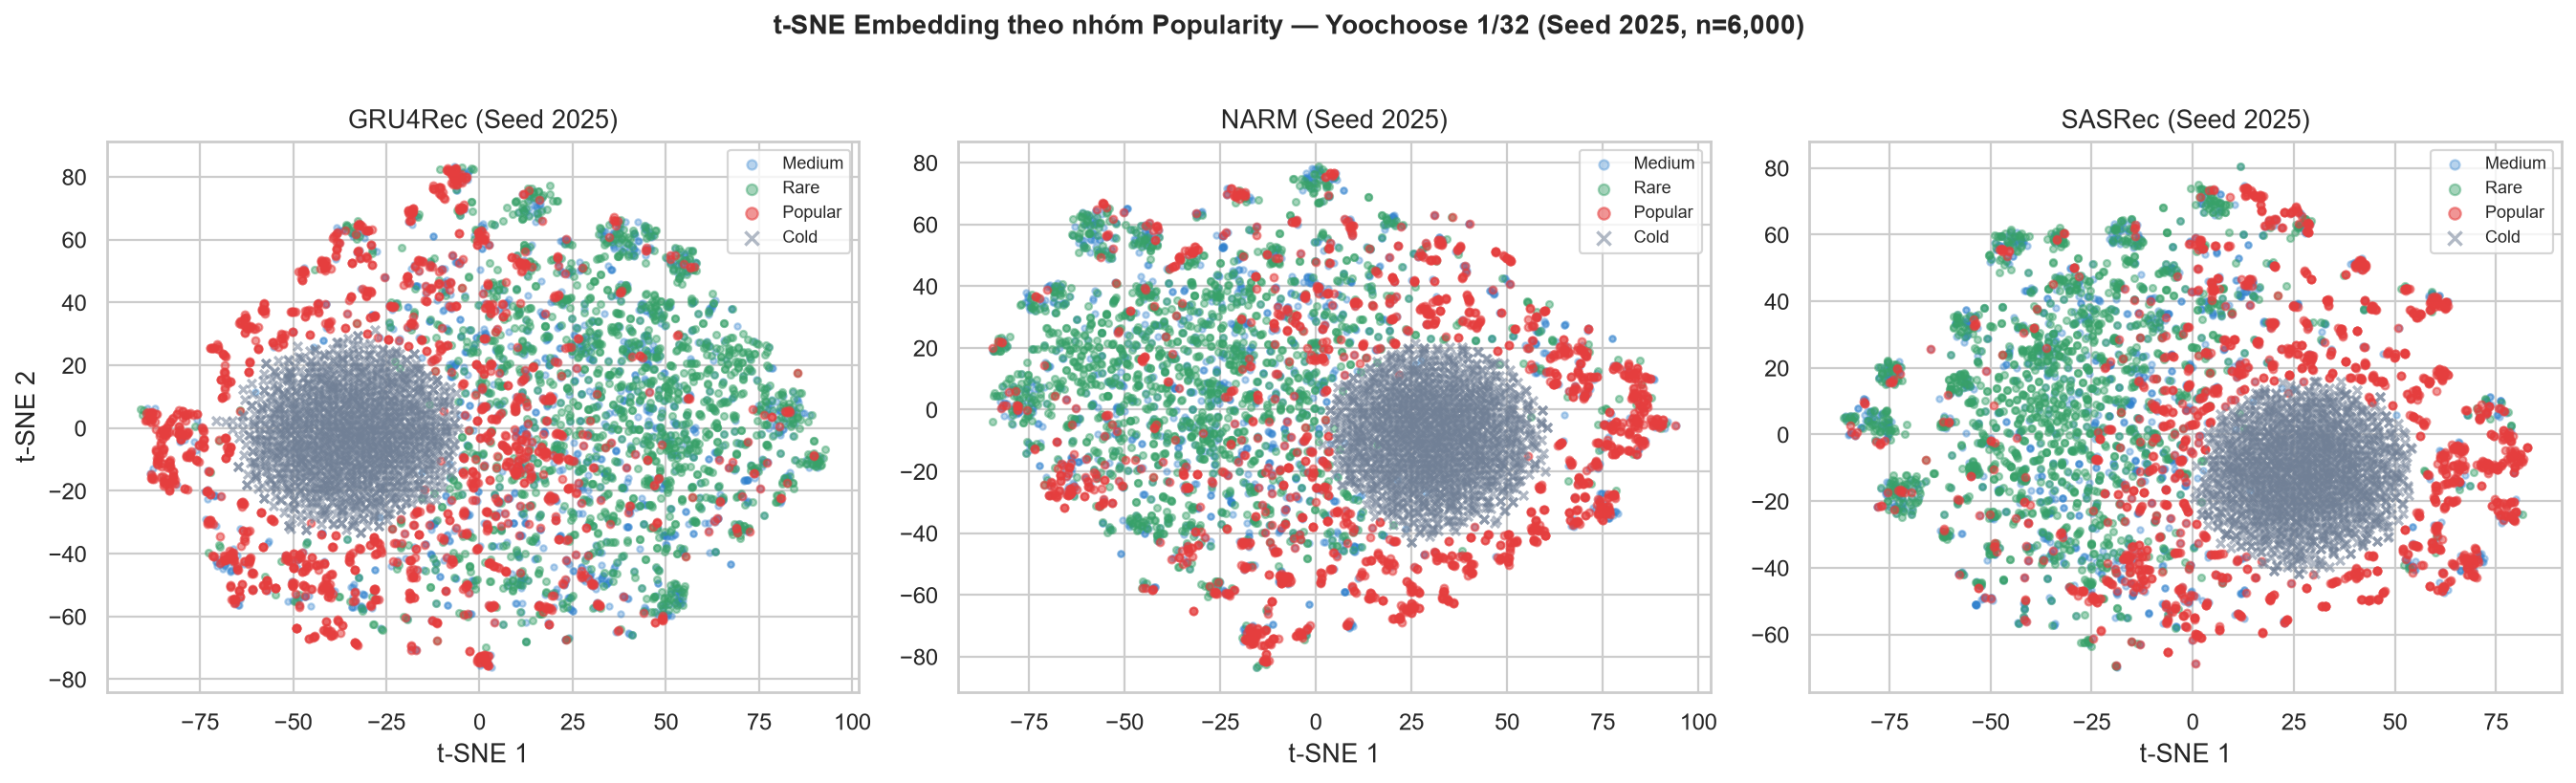 t-SNE Embedding theo nhóm Popularity — Yoochoose 1/32 (Seed 2025, n=6,000)
GRU4Rec (Seed 2025)
Medium
Rare
Popular
Cold
80
60
40
20
0
−20
−40
−60
−80
t-SNE 2
−75 −50 −25 0 25 50 75 100
t-SNE 1
NARM (Seed 2025)
Medium
Rare
Popular
Cold
80
60
40
20
0
−20
−40
−60
−80
−75 −50 −25 0 25 50 75 100
t-SNE 1
SASRec (Seed 2025)
Medium
Rare
Popular
Cold
80
60
40
20
0
−20
−40
−60
−75 −50 −25 0 25 50 75
t-SNE 1